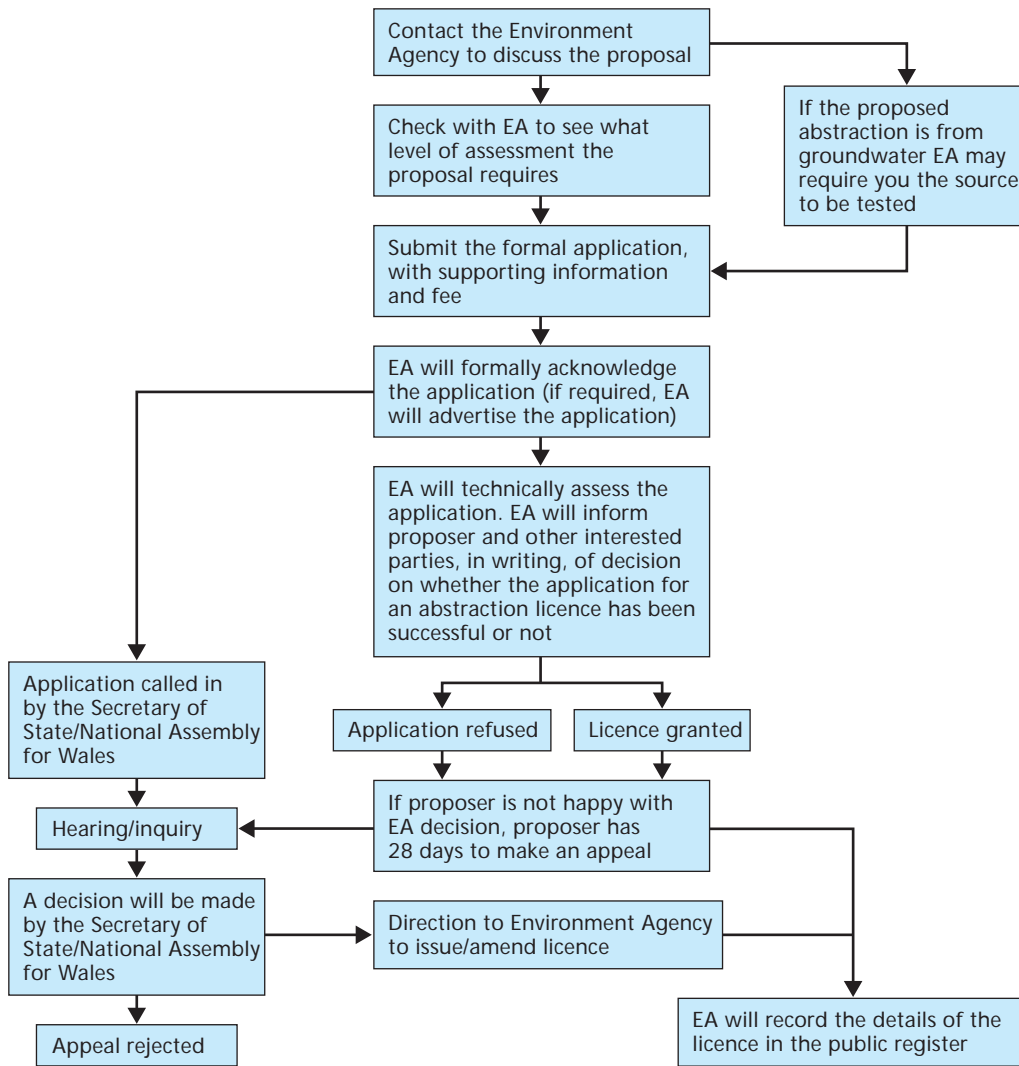 Contact the Environment
Agency to discuss the proposal
If the proposed
abstraction is from
groundwater EA may
require you the source
to be tested
Check with EA to see what
level of assessment the
proposal requires
Submit the formal application,
with supporting information
and fee
EA will formally acknowledge
the application (if required, EA
will advertise the application)
EA will technically assess the
application. EA will inform
proposer and other interested
parties, in writing, of decision
on whether the application for
an abstraction licence has been
successful or not
Application called in
by the Secretary of
State/National Assembly
for Wales
Application refused
Licence granted
If proposer is not happy with
EA decision, proposer has
28 days to make an appeal
Hearing/inquiry
A decision will be made
by the Secretary of
State/National Assembly
for Wales
Direction to Environment Agency
to issue/amend licence
EA will record the details of the
licence in the public register
Appeal rejected